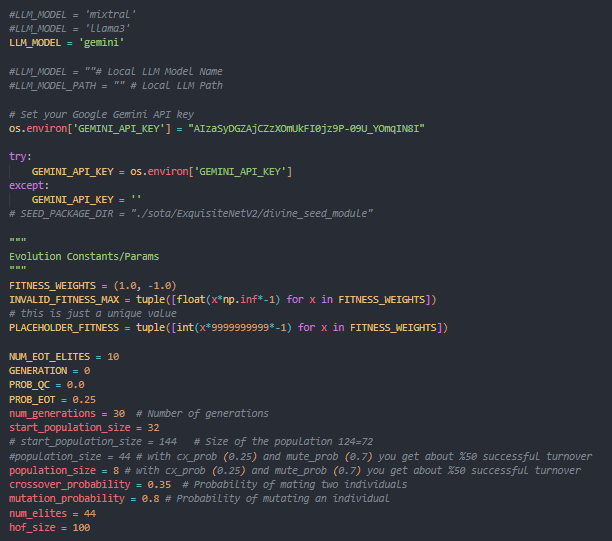 #LLM_MODEL = 'mixtral'
#LLM_MODEL = 'llama3'
LLM_MODEL = 'gemini'
#LLM_MODEL = ""# Local LLM Model Name
#LLM_MODEL_PATH = "" # Local LLM Path
# Set your Google Gemini API key
os.environ['GEMINI_API_KEY'] = ""
try:
    GEMINI_API_KEY = os.environ['GEMINI_API_KEY']
except:
    GEMINI_API_KEY = ''
# SEED_PACKAGE_DIR = "./sota/ExquisiteNetV2/divine_seed_module"
"""
Evolution Constants/Params
"""
FITNESS_WEIGHTS = (1.0, -1.0)
INVALID_FITNESS_MAX = tuple([float(x*np.inf*-1) for x in FITNESS_WEIGHTS])
# this is just a unique value
PLACEHOLDER_FITNESS = tuple([int(x*9999999999*-1) for x in FITNESS_WEIGHTS])
NUM_EOT_ELITES = 10
GENERATION = 0
PROB_QC = 0.0
PROB_EOT = 0.25
num_generations = 30 # Number of generations
start_population_size = 32
# start_population_size = 144   # Size of the population 124=72
#population_size = 44 # with cx_prob (0.25) and mute_prob (0.7) you get about %50 successful turnover
population_size = 8 # with cx_prob (0.25) and mute_prob (0.7) you get about %50 successful turnover
crossover_probability = 0.35  # Probability of mating two individuals
mutation_probability = 0.8 # Probability of mutating an individual
num_elites = 44
hof_size = 100